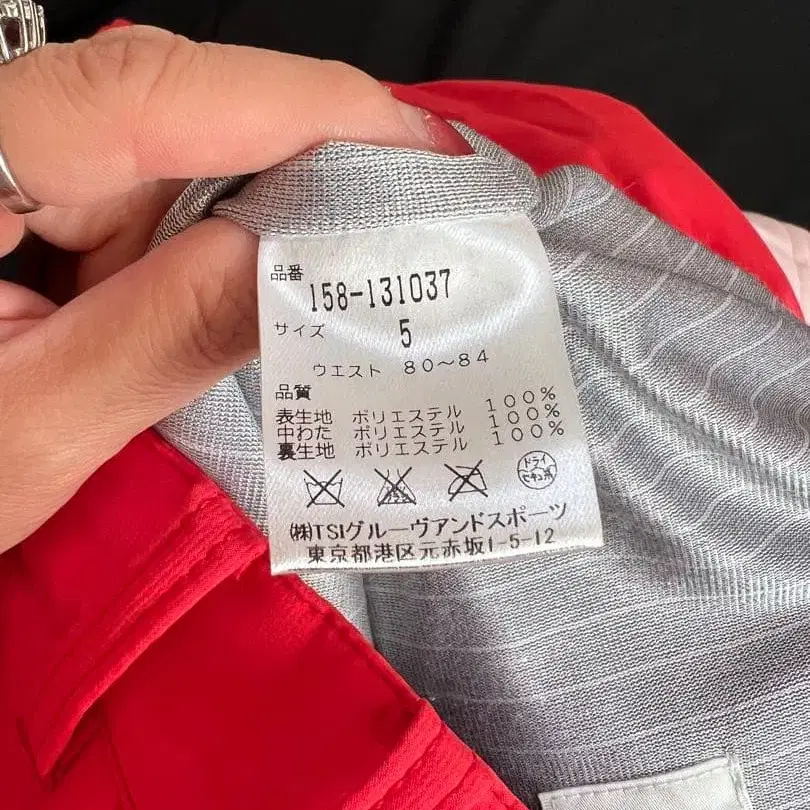 品番
158-131037
サイズ 5
ウエスト 80～84
品質
表生地 ポリエステル 100%
中わた ポリエステル 100%
裏生地 ポリエステル 100%
ドライ
セキユ系
㈱TSIグルーヴアンドスポーツ
東京都港区元赤坂1-5-12